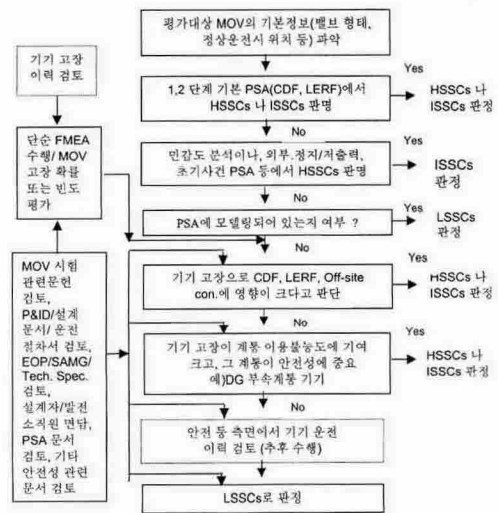 평가대상 MOV의 기본정보(밸브 형태,
정상운전시 위치 등) 파악
기기 고장
이력 검토
Yes
1,2 단계 기본 PSA(CDF, LERF)에서
HSSCs 나 ISSCs 판명
HSSCs 나
ISSCs 판정
No
단순 FMEA
수행/ MOV
고장 확률
또는 빈도
평가
Yes
민감도 분석이나, 외부.정지/저출력,
초기사건 PSA 등에서 HSSCs 판명
ISSCs
판정
No
Yes
PSA에 모델링되어 있는지 여부 ?
LSSCs
판정
No
MOV 시험
관련문헌
검토,
P&ID/설계
문서/ 운전
절차서 검토,
EOP/SAMG/
Tech. Spec.
검토,
설계자/발전
소직원 면담,
PSA 문서
검토, 기타
안전성 관련
문서 검토
Yes
기기 고장으로 CDF, LERF, Off-site
con.에 영향이 크다고 판단
HSSCs 나
ISSCs 판정
No
Yes
기기 고장이 계통 이용불능도에 기여
크고, 그 계통이 안전성에 중요
예)DG 부속계통 기기
HSSCs 나
ISSCs 판정
No
안전 등 측면에서 기기 운전
이력 검토 (추후 수행)
LSSCs로 판정